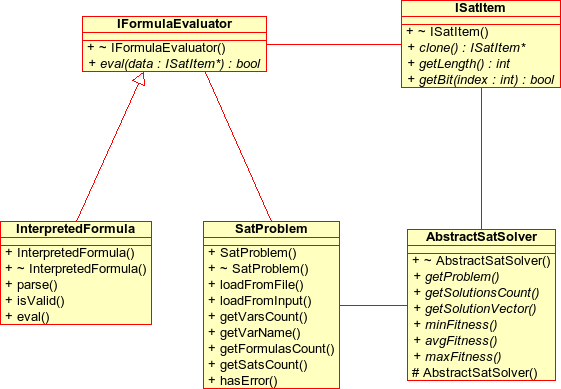 IFormulaEvaluator
+ ~ IFormulaEvaluator()
+ eval(data : ISatItem*) : bool
ISatItem
+ ~ ISatItem()
+ clone() : ISatItem*
+ getLength() : int
+ getBit(index : int) : bool
InterpretedFormula
+ InterpretedFormula()
+ ~ InterpretedFormula()
+ parse()
+ isValid()
+ eval()
SatProblem
+ SatProblem()
+ ~ SatProblem()
+ loadFromFile()
+ loadFromInput()
+ getVarsCount()
+ getVarName()
+ getFormulasCount()
+ getSatsCount()
+ hasError()
AbstractSatSolver
+ ~ AbstractSatSolver()
+ getProblem()
+ getSolutionsCount()
+ getSolutionVector()
+ minFitness()
+ avgFitness()
+ maxFitness()
# AbstractSatSolver()